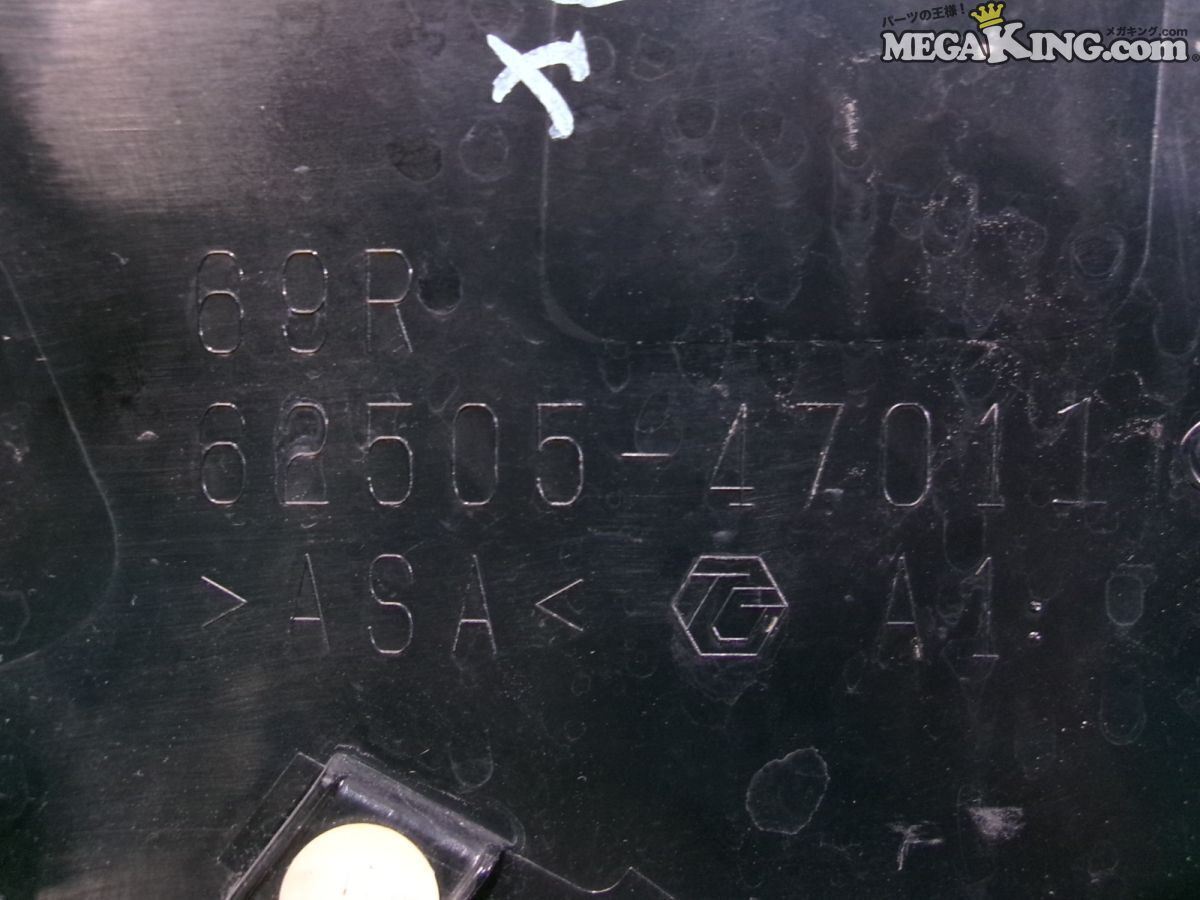 パーツの王様！
メガキング.com
MEGAKING.com®
69R
62505-47011
>ASA<
TG
A1: